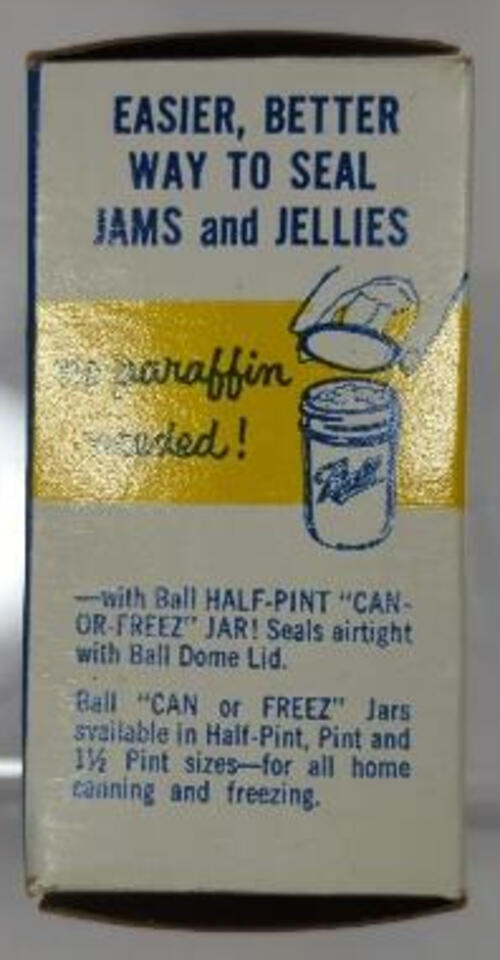 EASIER, BETTER
WAY TO SEAL
JAMS and JELLIES
no paraffin
needed!
Ball
—with Ball HALF-PINT "CAN-
OR-FREEZ" JAR! Seals airtight
with Ball Dome Lid.
Ball "CAN or FREEZ" Jars
available in Half-Pint, Pint and
1½ Pint sizes—for all home
canning and freezing.